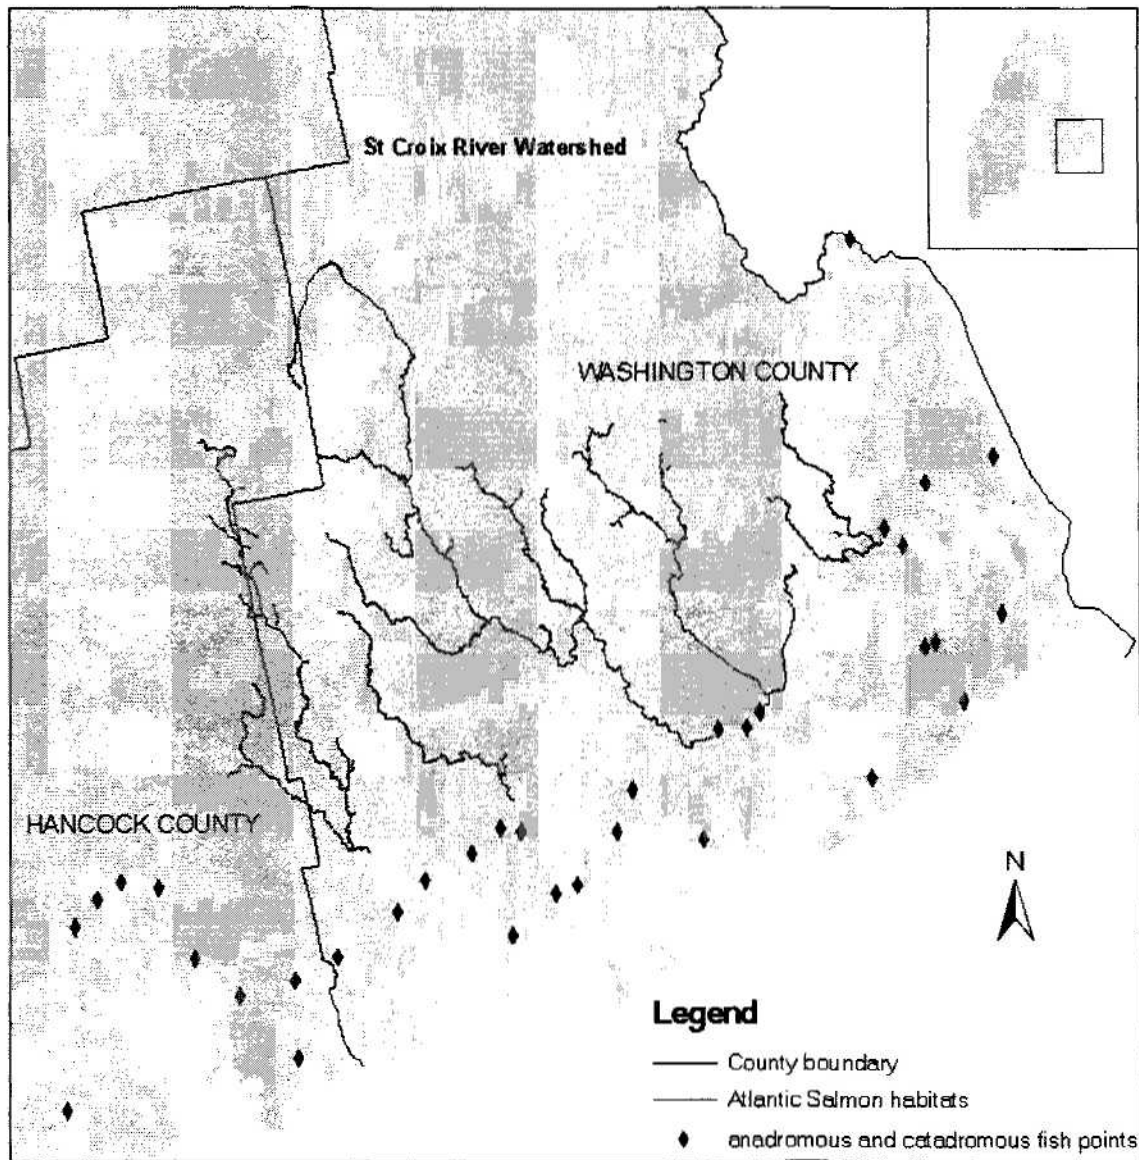 St Croix River Watershed
WASHINGTON COUNTY
HANCOCK COUNTY
N
Legend
County boundary
Atlantic Salmon habitats
anadromous and catadromous fish points